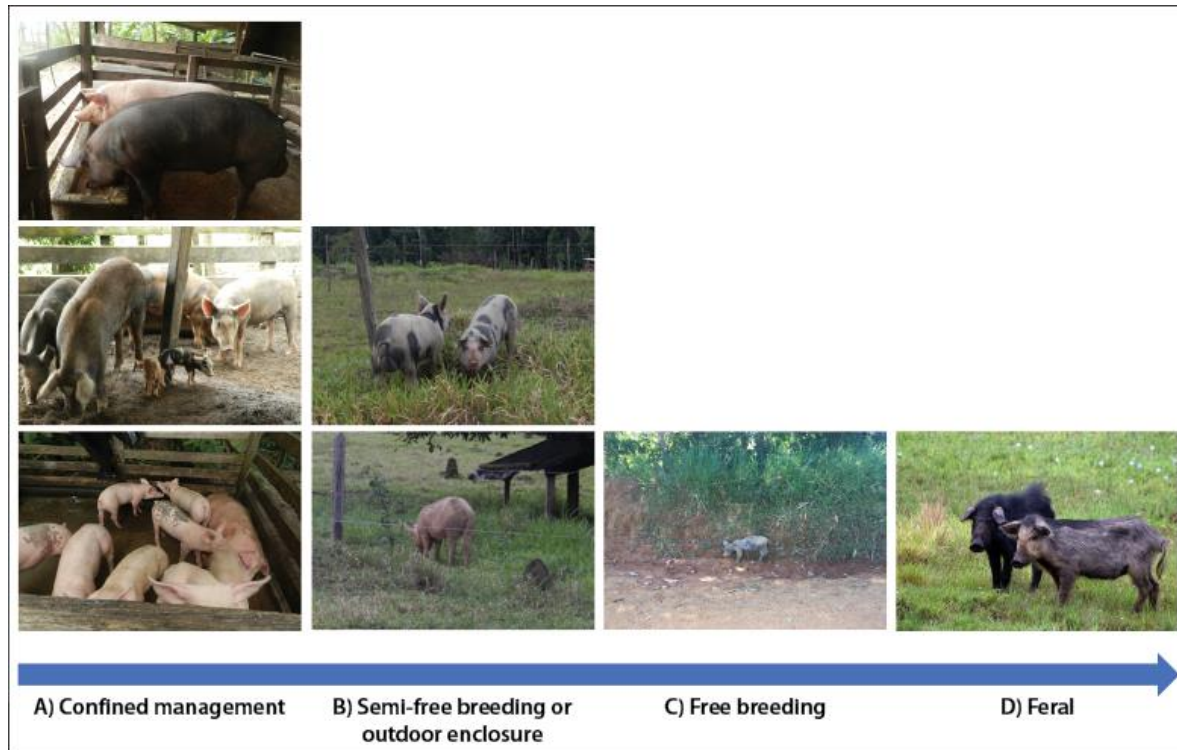 A) Confined management
B) Semi-free breeding or
outdoor enclosure
C) Free breeding
D) Feral